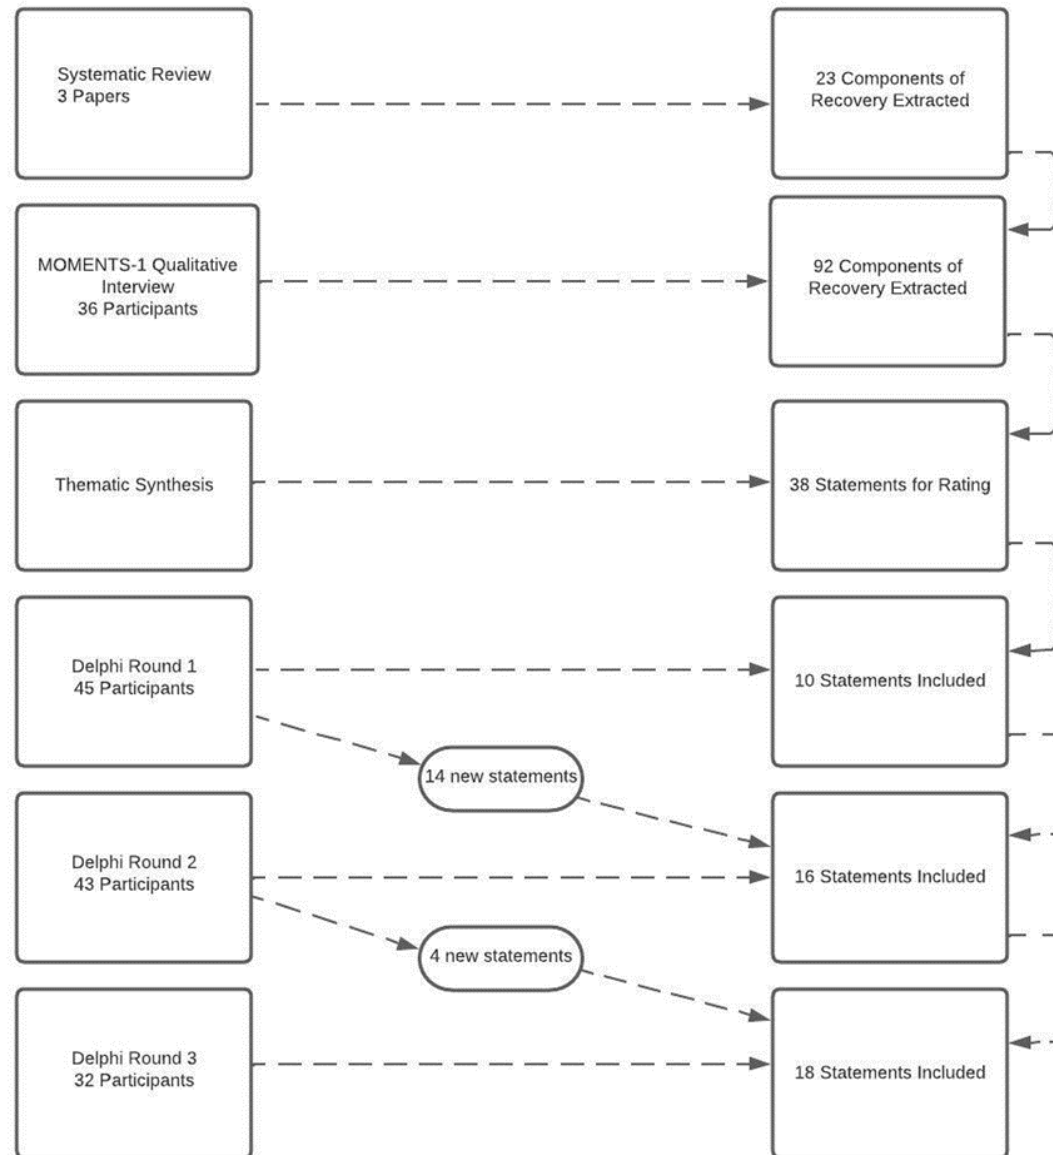 Systematic Review
3 Papers
23 Components of
Recovery Extracted
MOMENTS-1 Qualitative
Interview
36 Participants
92 Components of
Recovery Extracted
Thematic Synthesis
38 Statements for Rating
Delphi Round 1
45 Participants
10 Statements Included
14 new statements
Delphi Round 2
43 Participants
16 Statements Included
4 new statements
Delphi Round 3
32 Participants
18 Statements Included